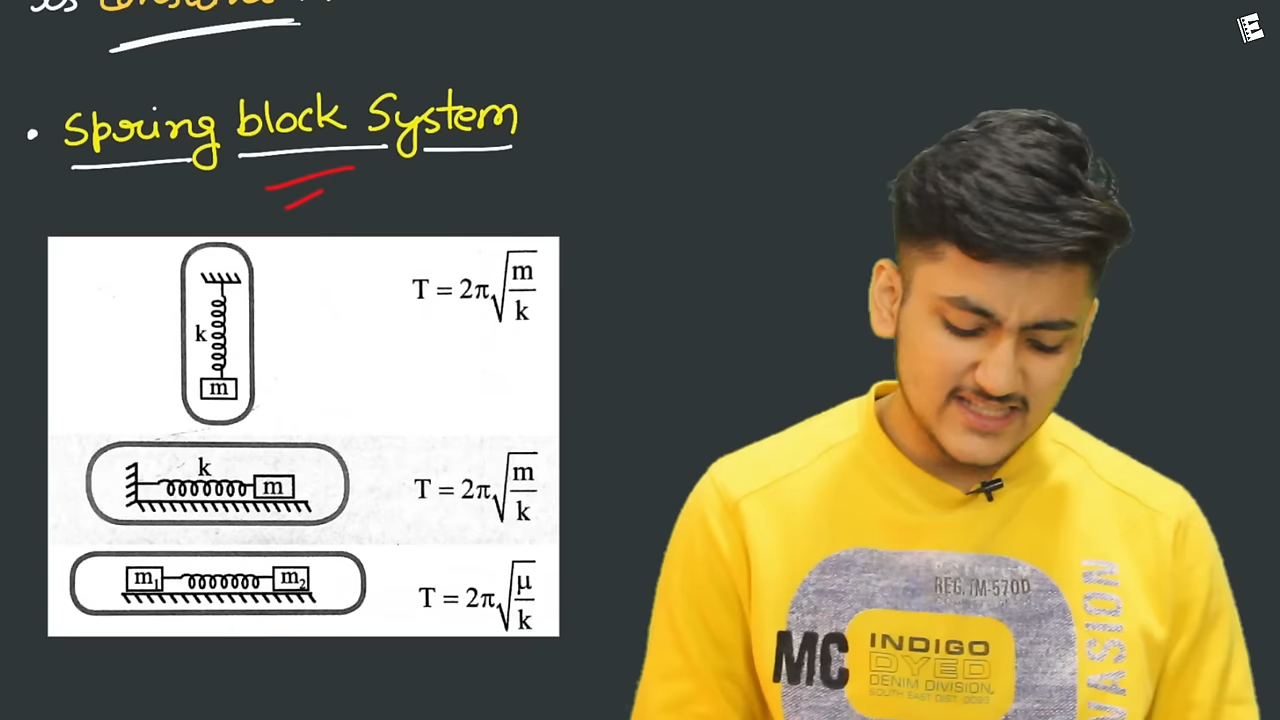 • Spring block System
k
m
T = 2π√m/k
k
m
T = 2π√m/k
m₁ m₂
T = 2π√μ/k
REG. TM-570D
MC
INDIGO
DYED
DENIM DIVISION,
SOUTH EAST DIST.
VASION
E